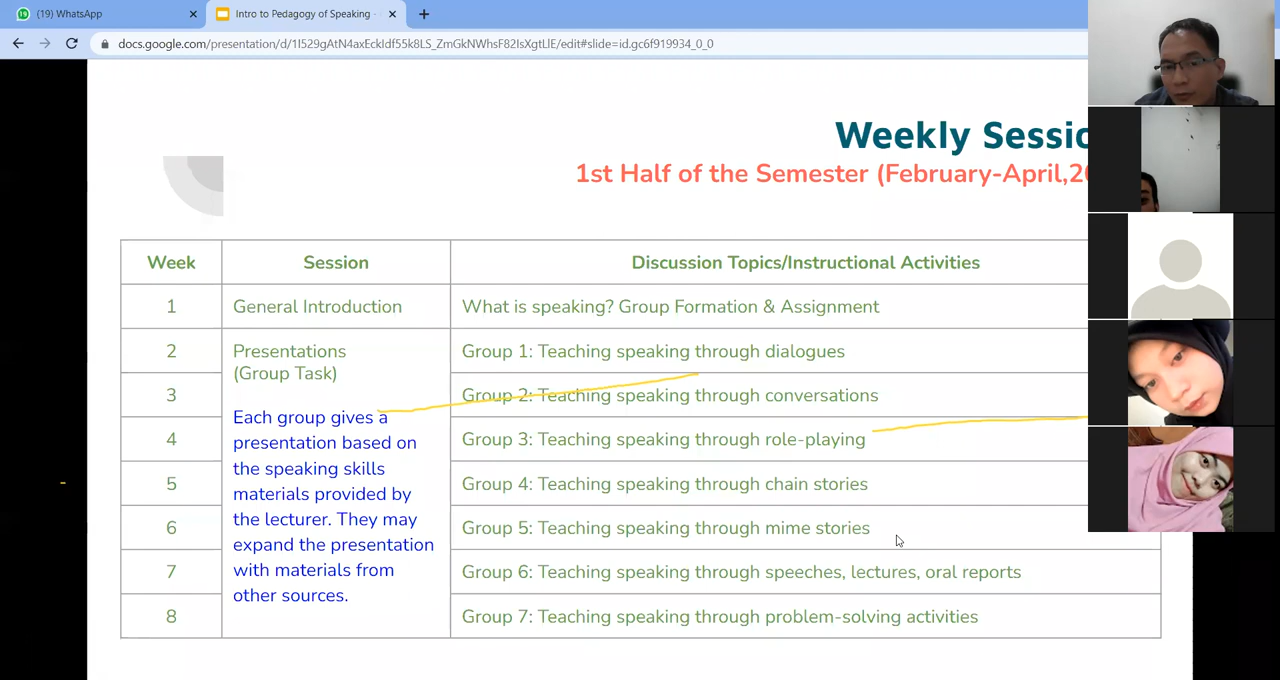 (19) WhatsApp
Intro to Pedagogy of Speaking -
docs.google.com/presentation/d/1I529gAtN4axEckIdf55k8LS_ZmGkNWhsF82IsXgtLlE/edit#slide=id.gc6f919934_0_0
Weekly Sessio
1st Half of the Semester (February-April,20
Week Session Discussion Topics/Instructional Activities
1 General Introduction What is speaking? Group Formation & Assignment
2 Presentations Group 1: Teaching speaking through dialogues
(Group Task)
3 Group 2: Teaching speaking through conversations
Each group gives a
4 Group 3: Teaching speaking through role-playing
presentation based on
the speaking skills
5 Group 4: Teaching speaking through chain stories
materials provided by
the lecturer. They may
6 Group 5: Teaching speaking through mime stories
expand the presentation
with materials from
7 Group 6: Teaching speaking through speeches, lectures, oral reports
other sources.
8 Group 7: Teaching speaking through problem-solving activities